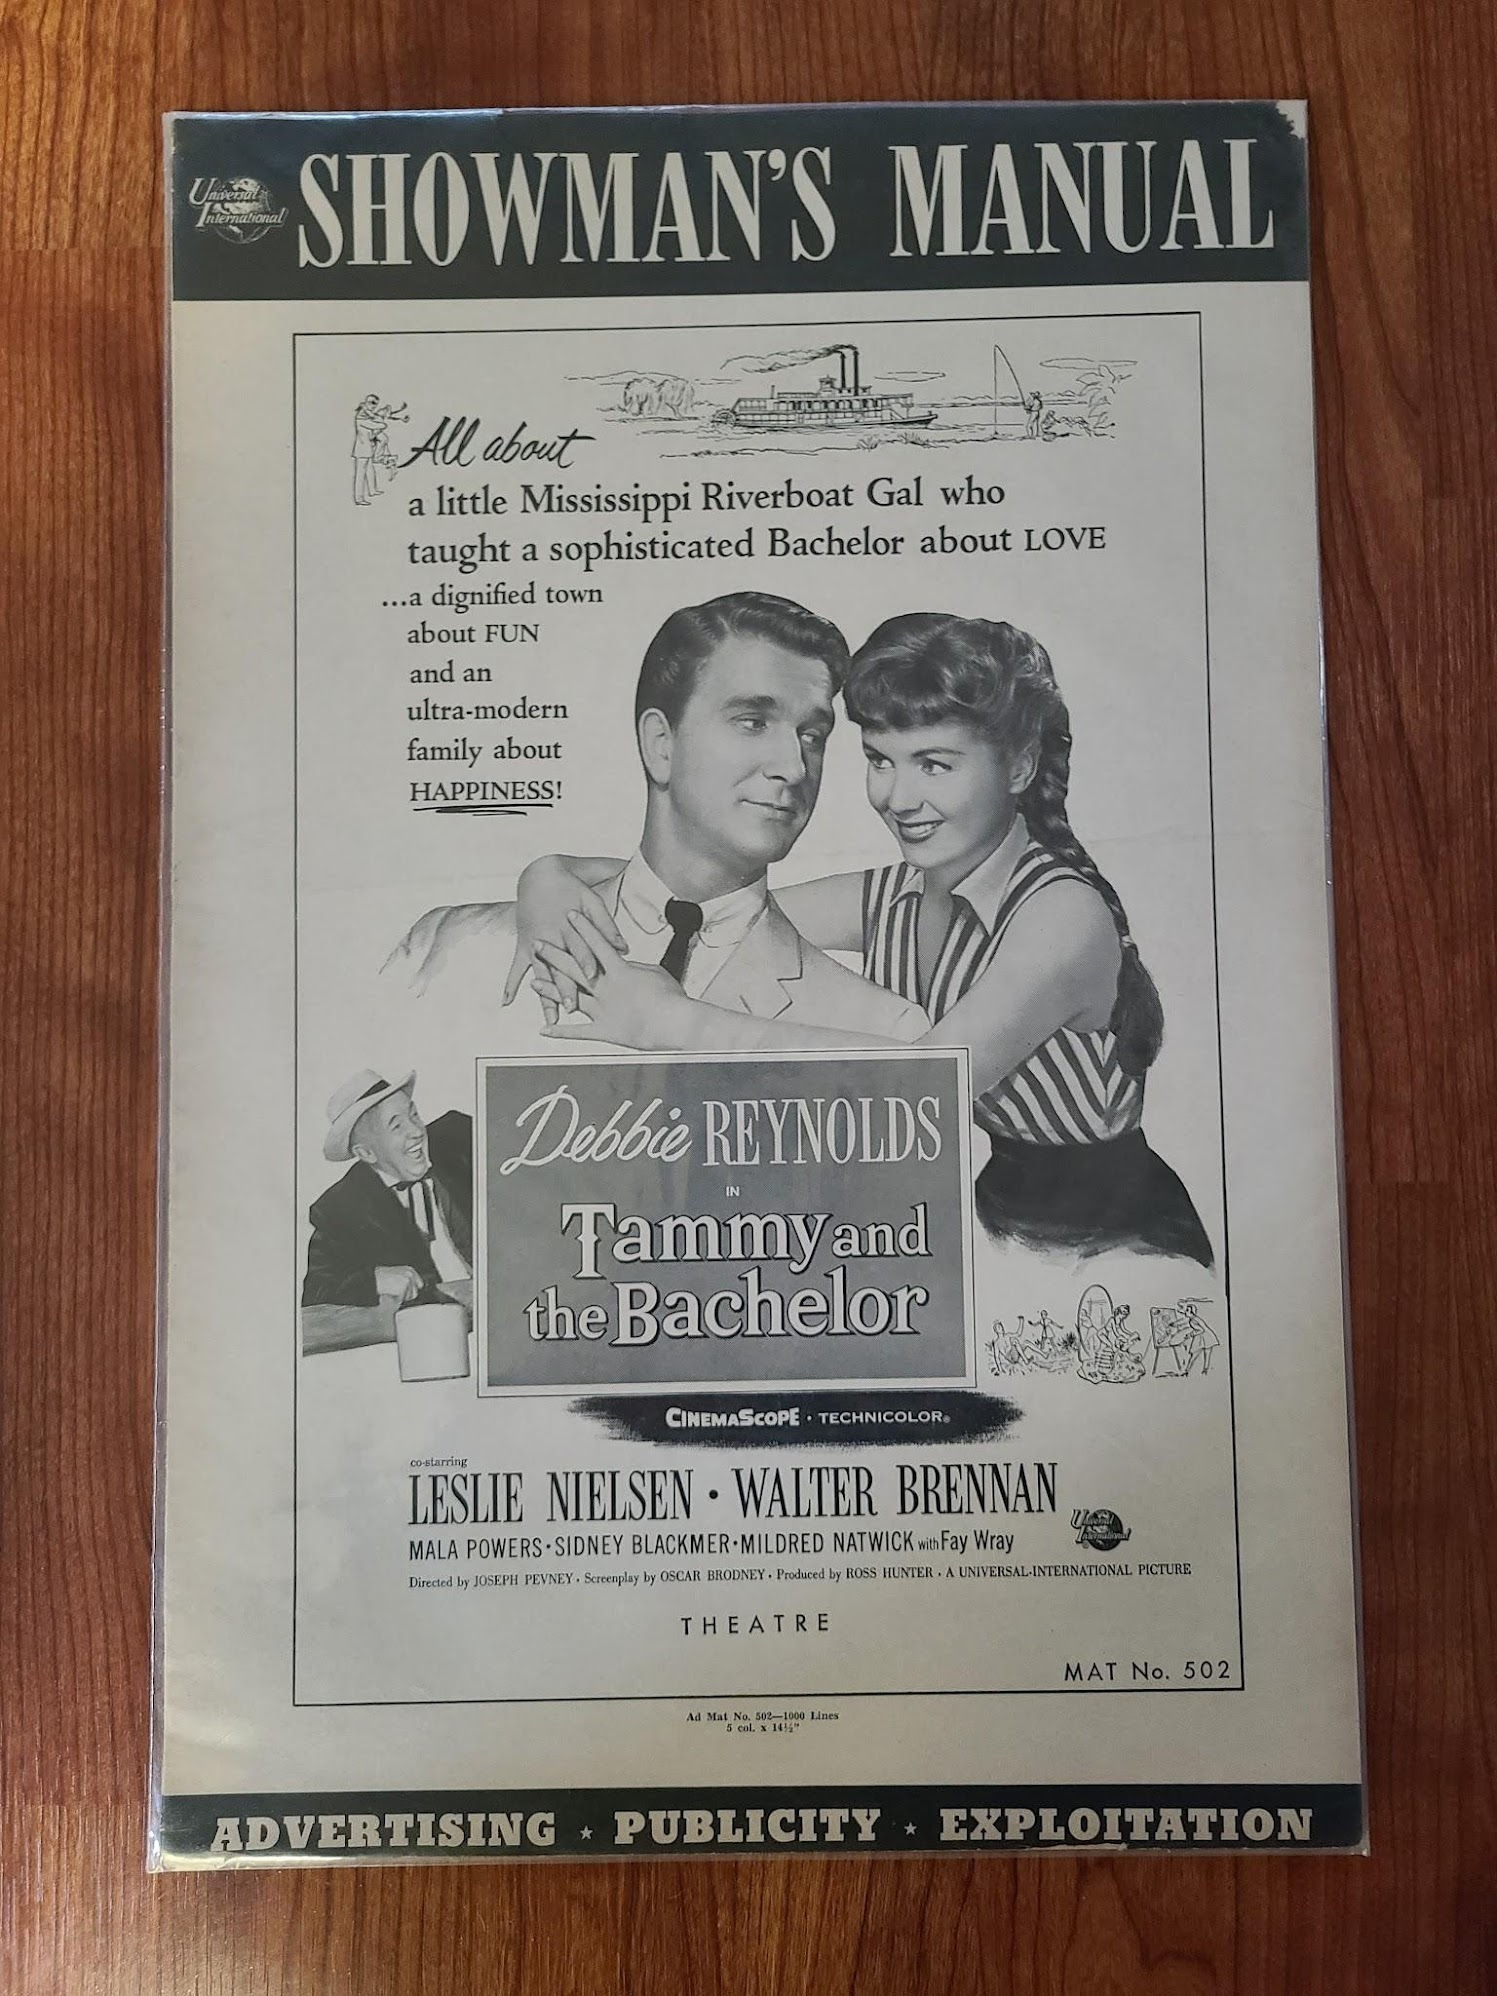 Universal
International
SHOWMAN'S MANUAL
All about
a little Mississippi Riverboat Gal who
taught a sophisticated Bachelor about LOVE
...a dignified town
about FUN
and an
ultra-modern
family about
HAPPINESS!
Debbie REYNOLDS
IN
Tammy and
the Bachelor
CINEMASCOPE · TECHNICOLOR®
co-starring
LESLIE NIELSEN · WALTER BRENNAN
Universal
International
MALA POWERS · SIDNEY BLACKMER · MILDRED NATWICK with Fay Wray
Directed by JOSEPH PEVNEY · Screenplay by OSCAR BRODNEY · Produced by ROSS HUNTER · A UNIVERSAL-INTERNATIONAL PICTURE
THEATRE
MAT No. 502
Ad Mat No. 502—1000 Lines
5 col. x 14½"
ADVERTISING ★ PUBLICITY ★ EXPLOITATION